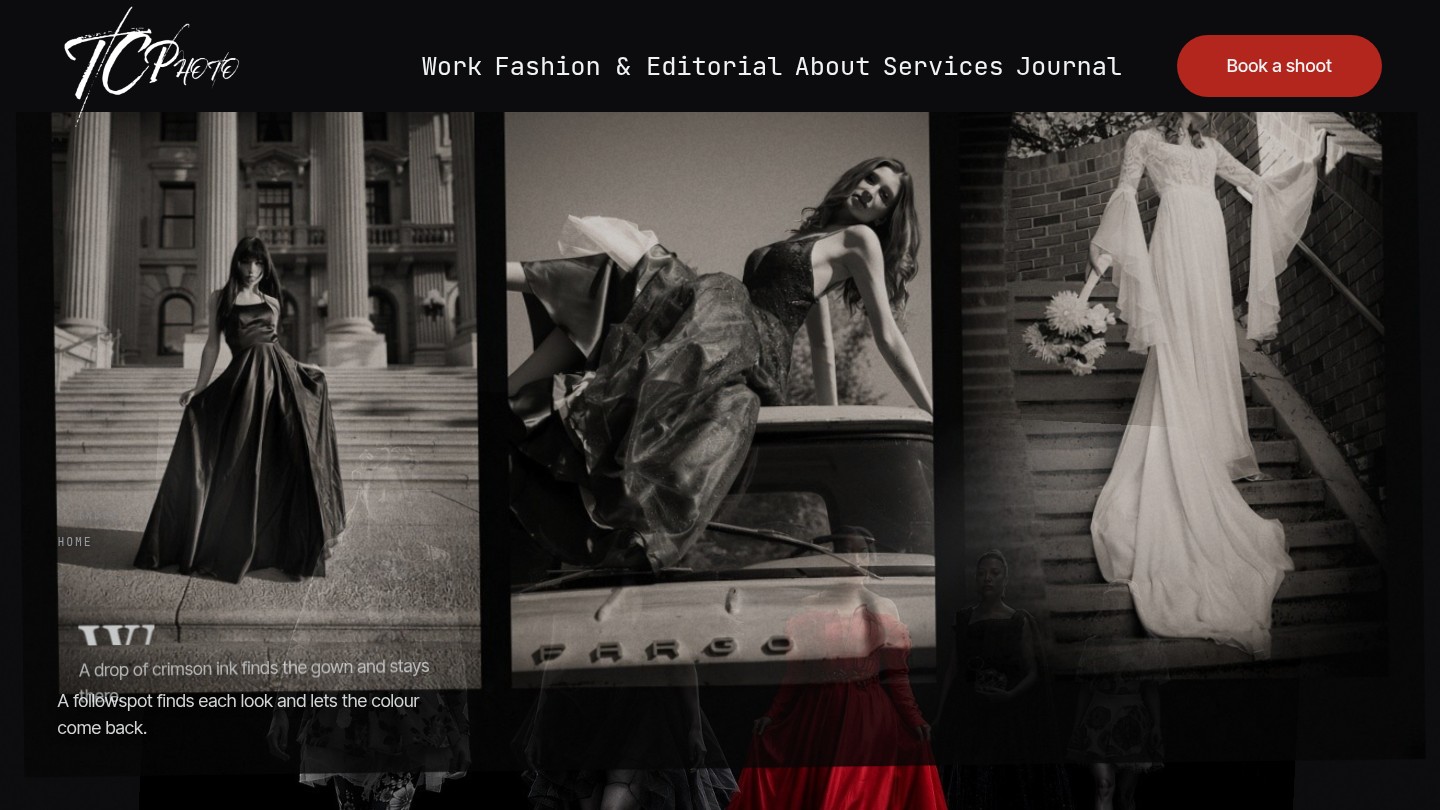 TCPHOTO
Work Fashion & Editorial About Services Journal
Book a shoot
FARGO
HOME
W
A drop of crimson ink finds the gown and stays
there.
A followspot finds each look and lets the colour
come back.